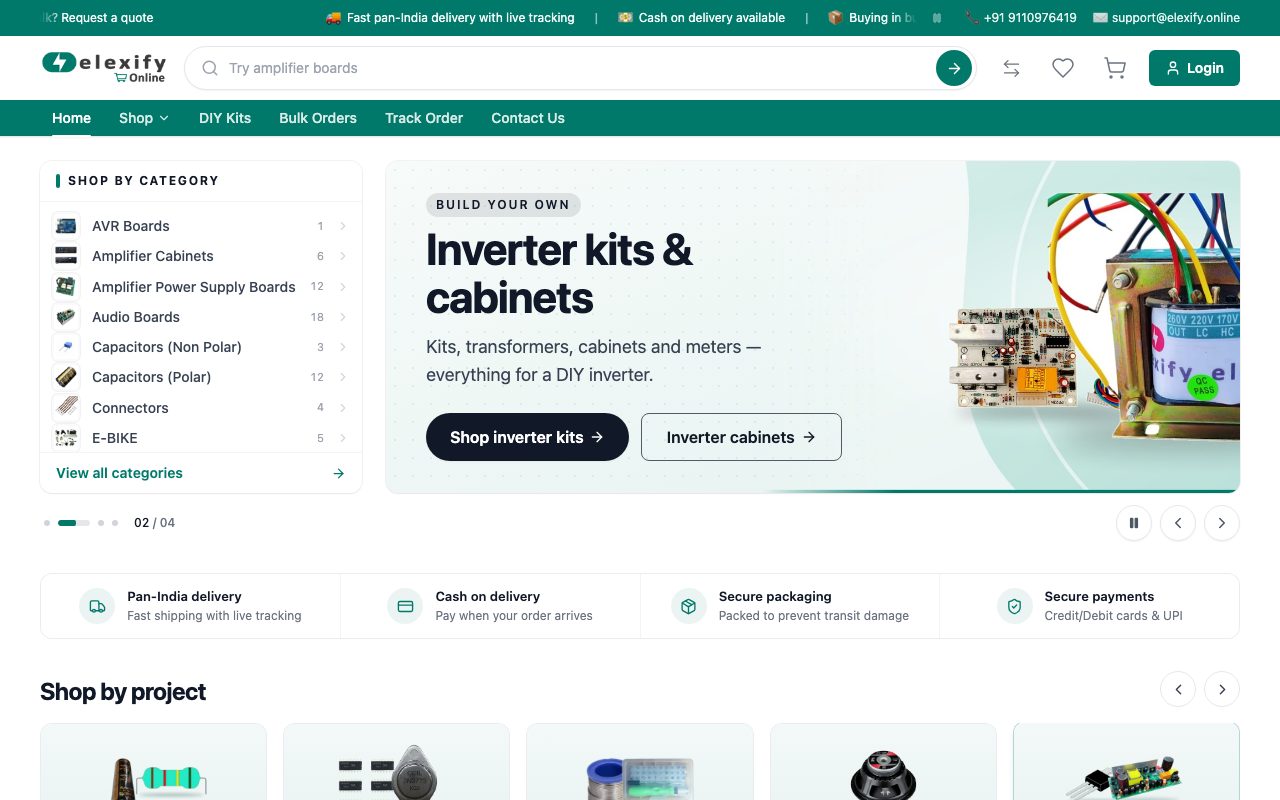 ? Request a quote
🚚 Fast pan-India delivery with live tracking | 💵 Cash on delivery available | 📦 Buying in
📞 +91 9110976419 ✉️ support@elexify.online
elexify
Online
Try amplifier boards
Login
Home Shop DIY Kits Bulk Orders Track Order Contact Us
SHOP BY CATEGORY
AVR Boards 1
Amplifier Cabinets 6
Amplifier Power Supply Boards 12
Audio Boards 18
Capacitors (Non Polar) 3
Capacitors (Polar) 12
Connectors 4
E-BIKE 5
View all categories
BUILD YOUR OWN
Inverter kits &
cabinets
Kits, transformers, cabinets and meters —
everything for a DIY inverter.
Shop inverter kits
Inverter cabinets
260V 220V 170V
OUT LC HC
QC
PASS
02 / 04
Pan-India delivery
Fast shipping with live tracking
Cash on delivery
Pay when your order arrives
Secure packaging
Packed to prevent transit damage
Secure payments
Credit/Debit cards & UPI
Shop by project